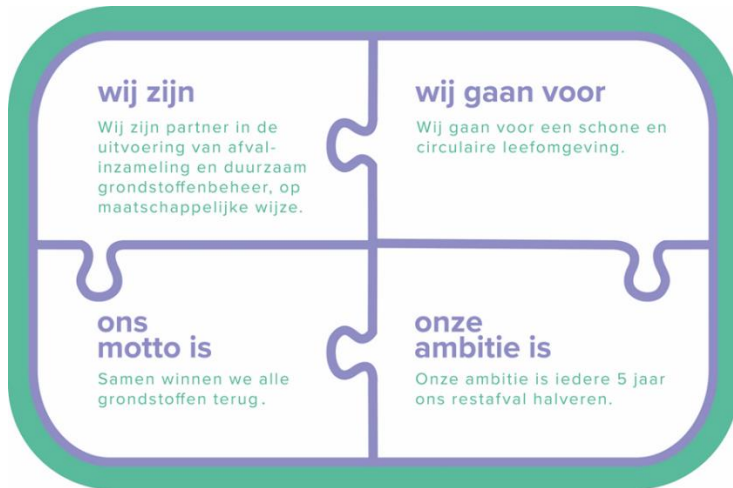 wij zijn
Wij zijn partner in de
uitvoering van afval-
inzameling en duurzaam
grondstoffenbeheer, op
maatschappelijke wijze.
wij gaan voor
Wij gaan voor een schone en
circulaire leefomgeving.
ons
motto is
Samen winnen we alle
grondstoffen terug.
onze
ambitie is
Onze ambitie is iedere 5 jaar
ons restafval halveren.